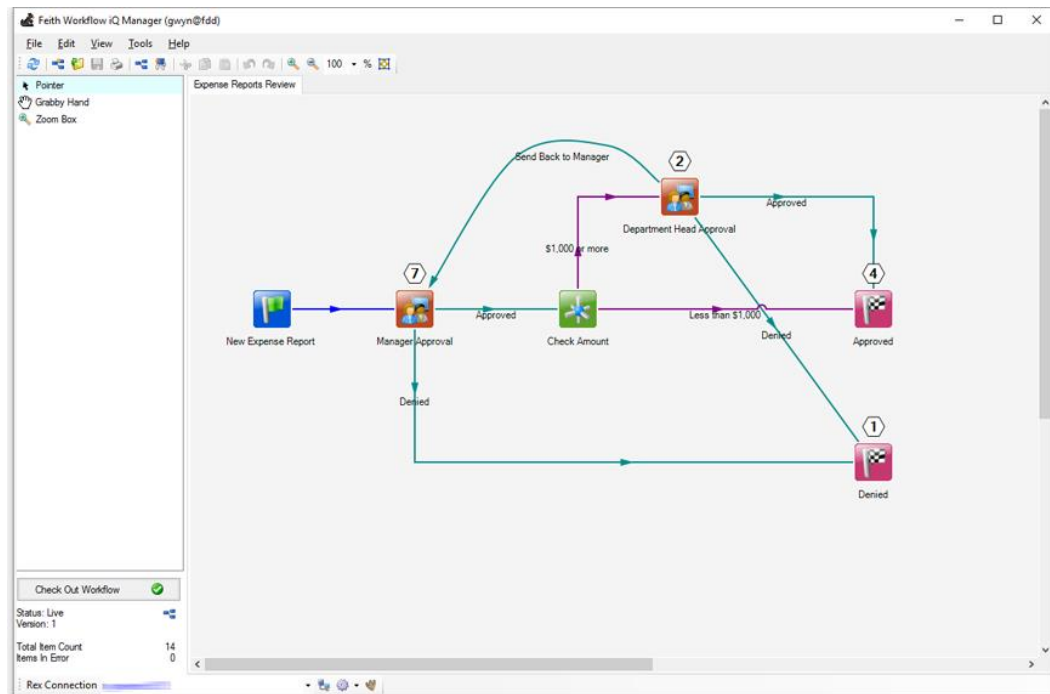 Feith Workflow iQ Manager (gwyn@fdd)
File Edit View Tools Help
100 %
Pointer
Grabby Hand
Zoom Box
Expense Reports Review
Send Back to Manager
2
Approved
Department Head Approval
$1,000 or more
7
4
Approved
Less than $1,000
New Expense Report
Manager Approval
Check Amount
Denied
Approved
Denied
1
Denied
Check Out Workflow
Status: Live
Version: 1
Total Item Count 14
Items In Error 0
Rex Connection